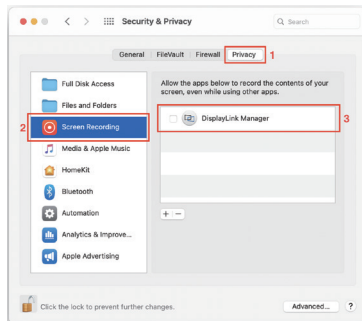 Security & Privacy
Search
General
FileVault
Firewall
Privacy
1
Full Disk Access
Files and Folders
2
Screen Recording
Media & Apple Music
HomeKit
Bluetooth
Automation
Analytics & Improve...
Apple Advertising
Allow the apps below to record the contents of your
screen, even while using other apps.
DisplayLink Manager
3
+ −
Click the lock to prevent further changes.
Advanced...
?